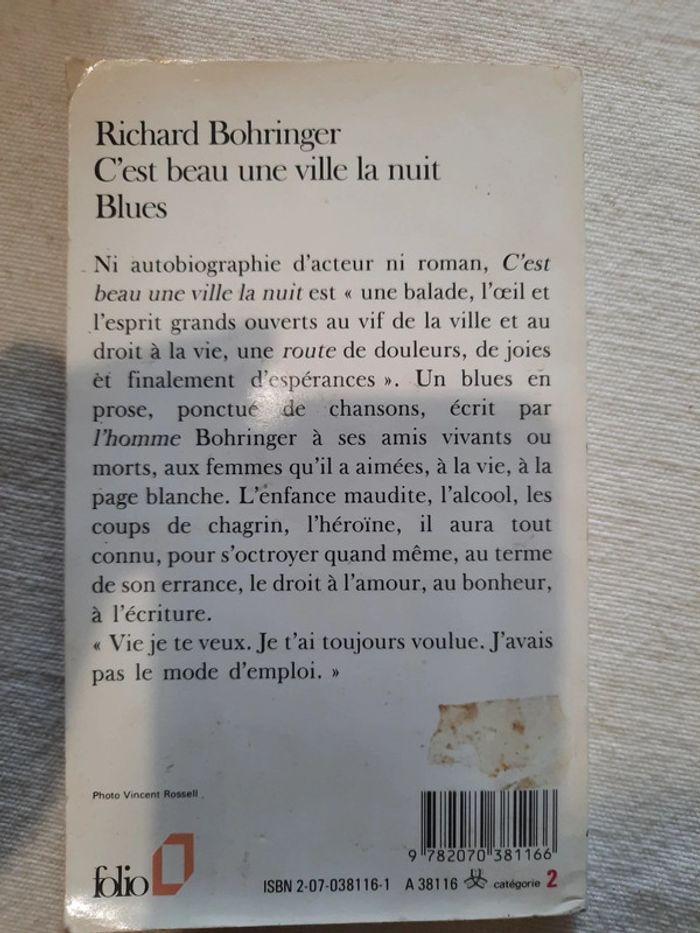 Richard Bohringer
C'est beau une ville la nuit
Blues
Ni autobiographie d'acteur ni roman, C'est
beau une ville la nuit est « une balade, l'œil et
l'esprit grands ouverts au vif de la ville et au
droit à la vie, une route de douleurs, de joies
et finalement d'espérances ». Un blues en
prose, ponctué de chansons, écrit par
l'homme Bohringer à ses amis vivants ou
morts, aux femmes qu'il a aimées, à la vie, à la
page blanche. L'enfance maudite, l'alcool, les
coups de chagrin, l'héroïne, il aura tout
connu, pour s'octroyer quand même, au terme
de son errance, le droit à l'amour, au bonheur,
à l'écriture.
« Vie je te veux. Je t'ai toujours voulue. J'avais
pas le mode d'emploi. »
Photo Vincent Rossell
9 782070 381166
folio
ISBN 2-07-038116-1 A 38116 catégorie 2